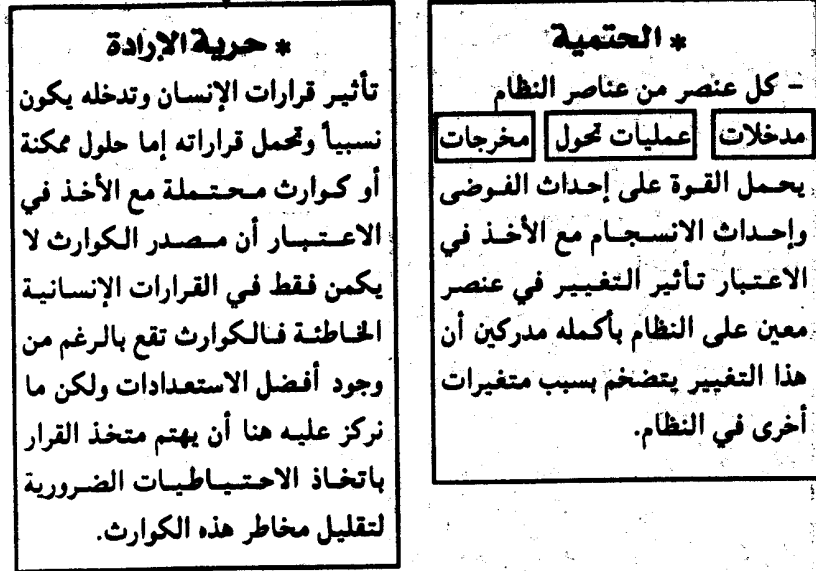 * الحتمية
- كل عنصر من عناصر النظام
مدخلات عمليات تحول مخرجات
يحمل القوة على إحداث الفوضى
وإحداث الانسجام مع الأخذ في
الاعتبار تأثير التغيير في عنصر
معين على النظام بأكمله مدركين أن
هذا التغيير يتضخم بسبب متغيرات
أخرى في النظام.
* حرية الإرادة
تأثير قرارات الإنسان وتدخله يكون
نسبياً وتحمل قراراته إما حلول ممكنة
أو كوارث محتملة مع الأخذ في
الاعتبار أن مصدر الكوارث لا
يكمن فقط في القرارات الإنسانية
الخاطئة فالكوارث تقع بالرغم من
وجود أفضل الاستعدادات ولكن ما
نركز عليه هنا أن يهتم متخذ القرار
باتخاذ الاحتياطيات الضرورية
لتقليل مخاطر هذه الكوارث.